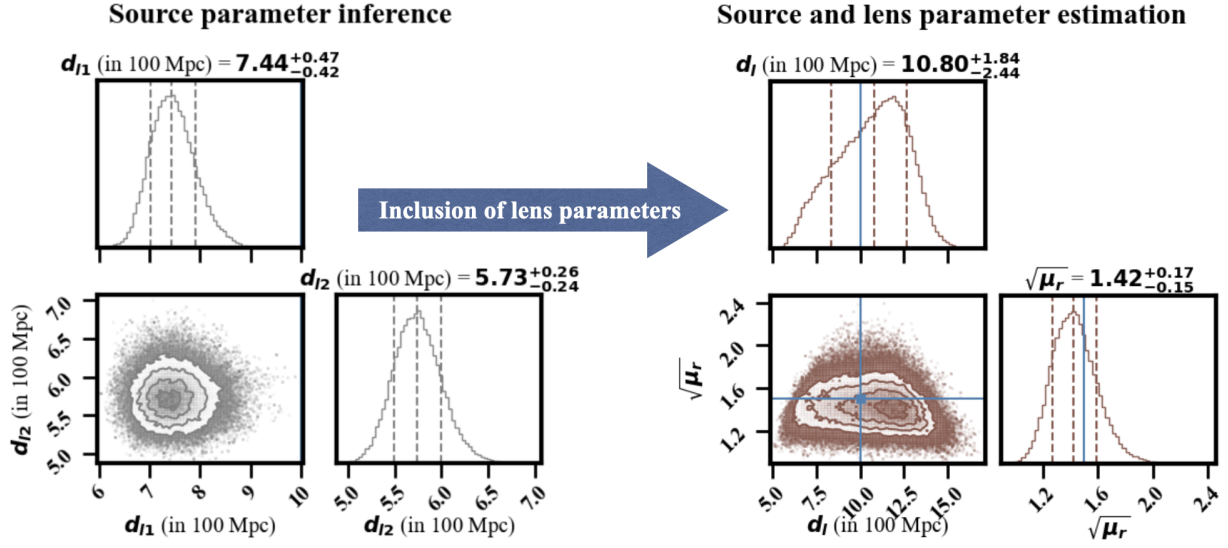 Source parameter inference
Source and lens parameter estimation
d_{l1} (in 100 Mpc) = 7.44^{+0.47}_{-0.42}
d_l (in 100 Mpc) = 10.80^{+1.84}_{-2.44}
Inclusion of lens parameters
d_{l2} (in 100 Mpc) = 5.73^{+0.26}_{-0.24}
√μ_r = 1.42^{+0.17}_{-0.15}
d_{l2} (in 100 Mpc)
7.0
6.5
6.0
5.5
5.0
6 7 8 9 10
d_{l1} (in 100 Mpc)
5.0 5.5 6.0 6.5 7.0
d_{l2} (in 100 Mpc)
√μ_r
2.4
2.0
1.6
1.2
5.0 7.5 10.0 12.5 15.0
d_l (in 100 Mpc)
1.2 1.6 2.0 2.4
√μ_r